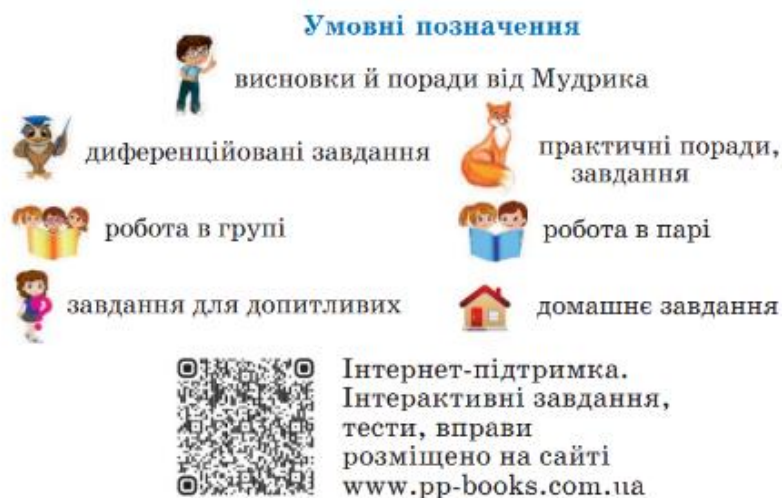 Умовні позначення
висновки й поради від Мудрика
диференційовані завдання
практичні поради,
завдання
робота в групі
робота в парі
завдання для допитливих
домашнє завдання
Інтернет-підтримка.
Інтерактивні завдання,
тести, вправи
розміщено на сайті
www.pp-books.com.ua